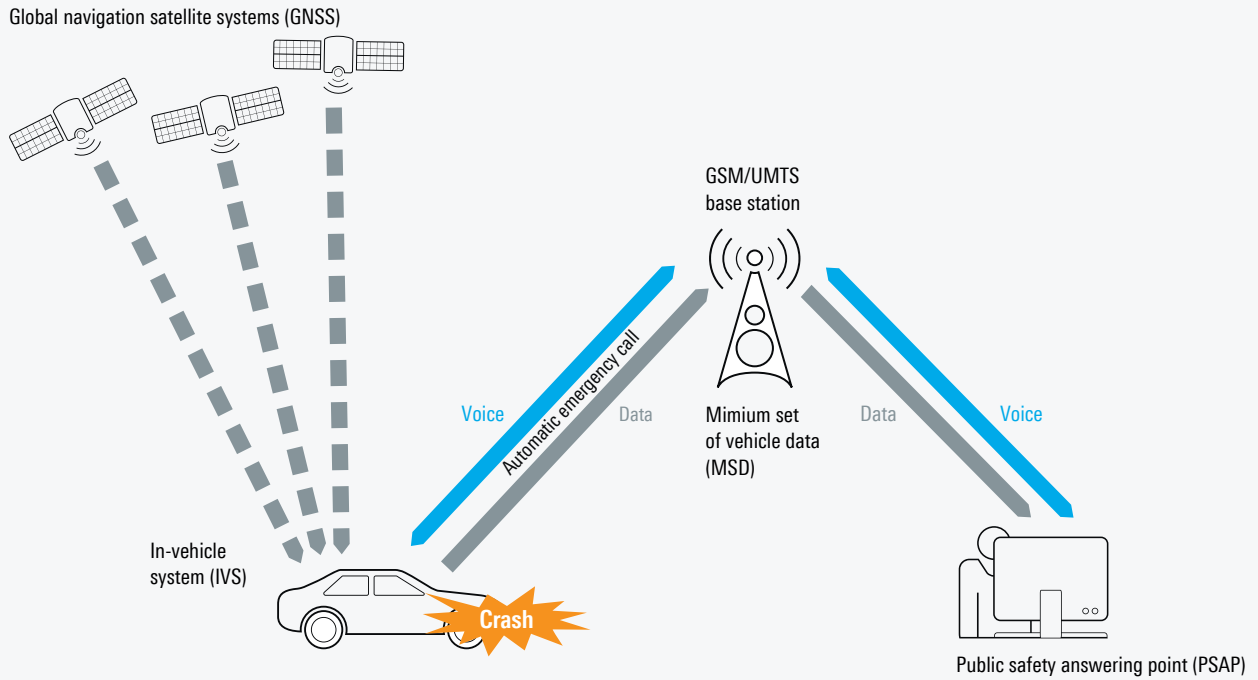 Global navigation satellite systems (GNSS)
GSM/UMTS
base station
Voice
Automatic emergency call
Data
Mimium set
of vehicle data
(MSD)
Data
Voice
In-vehicle
system (IVS)
Crash
Public safety answering point (PSAP)